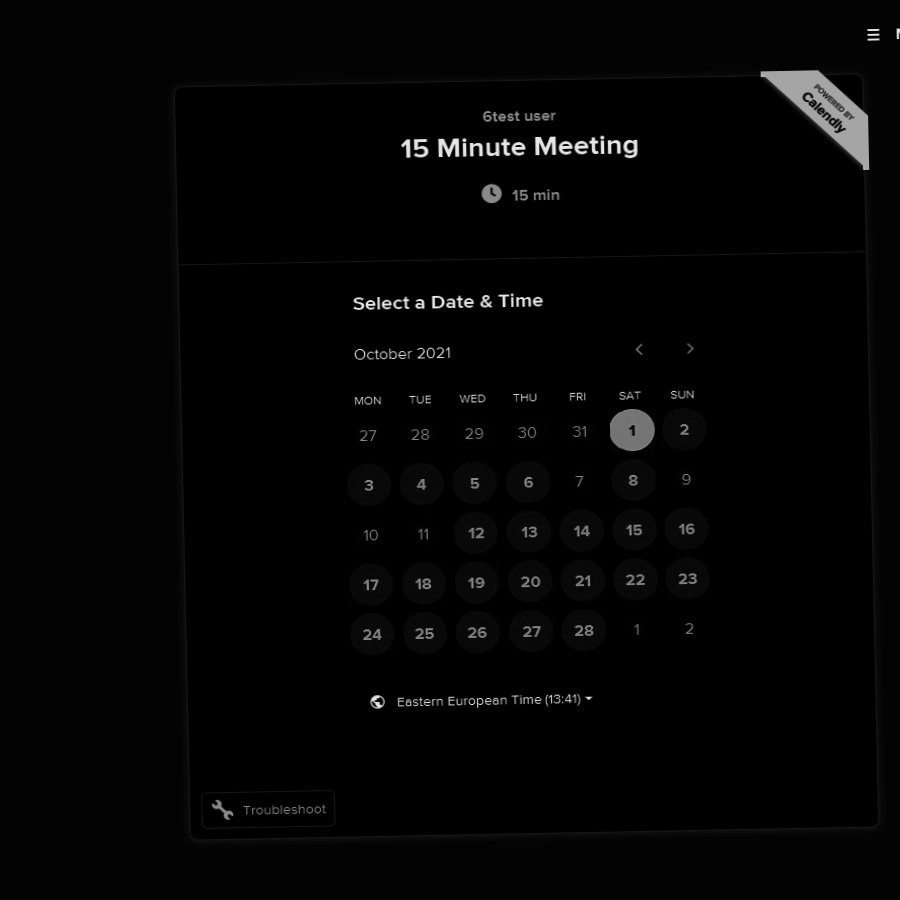 ☰
POWERED BY
Calendly
6test user
15 Minute Meeting
15 min
Select a Date & Time
October 2021
MON TUE WED THU FRI SAT SUN
27 28 29 30 31 1 2
3 4 5 6 7 8 9
10 11 12 13 14 15 16
17 18 19 20 21 22 23
24 25 26 27 28 1 2
Eastern European Time (13:41)
Troubleshoot